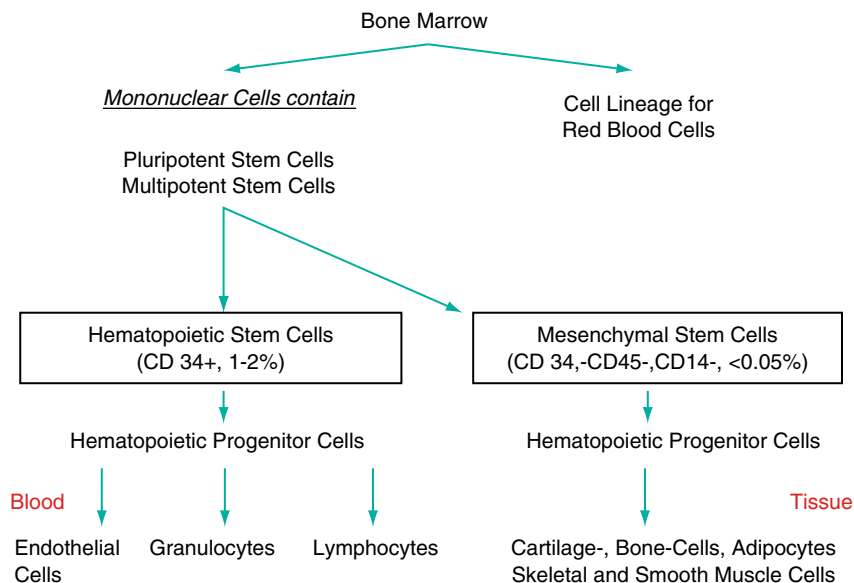 Bone Marrow
Mononuclear Cells contain
Cell Lineage for
Red Blood Cells
Pluripotent Stem Cells
Multipotent Stem Cells
Hematopoietic Stem Cells
(CD 34+, 1-2%)
Mesenchymal Stem Cells
(CD 34,-CD45-,CD14-, <0.05%)
Hematopoietic Progenitor Cells
Hematopoietic Progenitor Cells
Blood
Tissue
Endothelial
Cells
Granulocytes
Lymphocytes
Cartilage-, Bone-Cells, Adipocytes
Skeletal and Smooth Muscle Cells